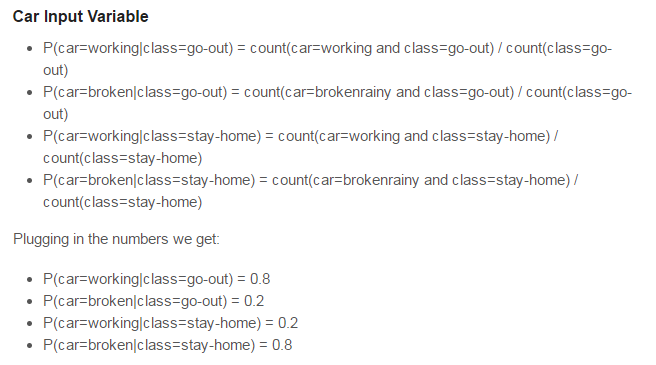 Car Input Variable
• P(car=working|class=go-out) = count(car=working and class=go-out) / count(class=go-
out)
• P(car=broken|class=go-out) = count(car=brokenrainy and class=go-out) / count(class=go-
out)
• P(car=working|class=stay-home) = count(car=working and class=stay-home) /
count(class=stay-home)
• P(car=broken|class=stay-home) = count(car=brokenrainy and class=stay-home) /
count(class=stay-home)
Plugging in the numbers we get:
• P(car=working|class=go-out) = 0.8
• P(car=broken|class=go-out) = 0.2
• P(car=working|class=stay-home) = 0.2
• P(car=broken|class=stay-home) = 0.8